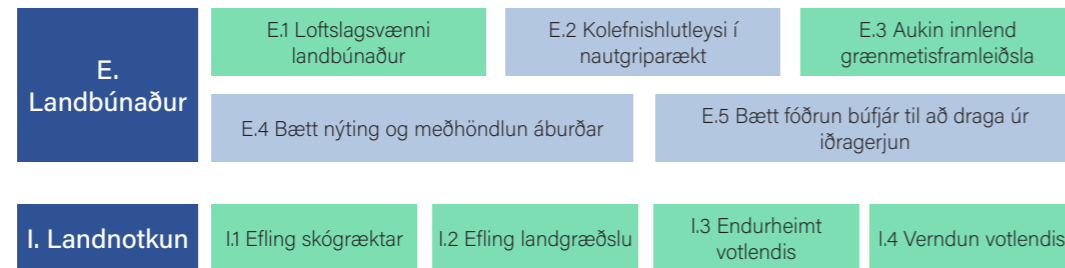 E.
Landbúnaður
E.1 Loftslagsvænni
landbúnaður
E.2 Kolefnishlutleysi í
nautgriparækt
E.3 Aukin innlend
grænmetisframleiðsla
E.4 Bætt nýting og meðhöndlun áburðar
E.5 Bætt fóðrun búfjár til að draga úr
iðragerjun
I. Landnotkun
I.1 Efling skógræktar
I.2 Efling landgræðslu
I.3 Endurheimt
votlendis
I.4 Verndun votlendis